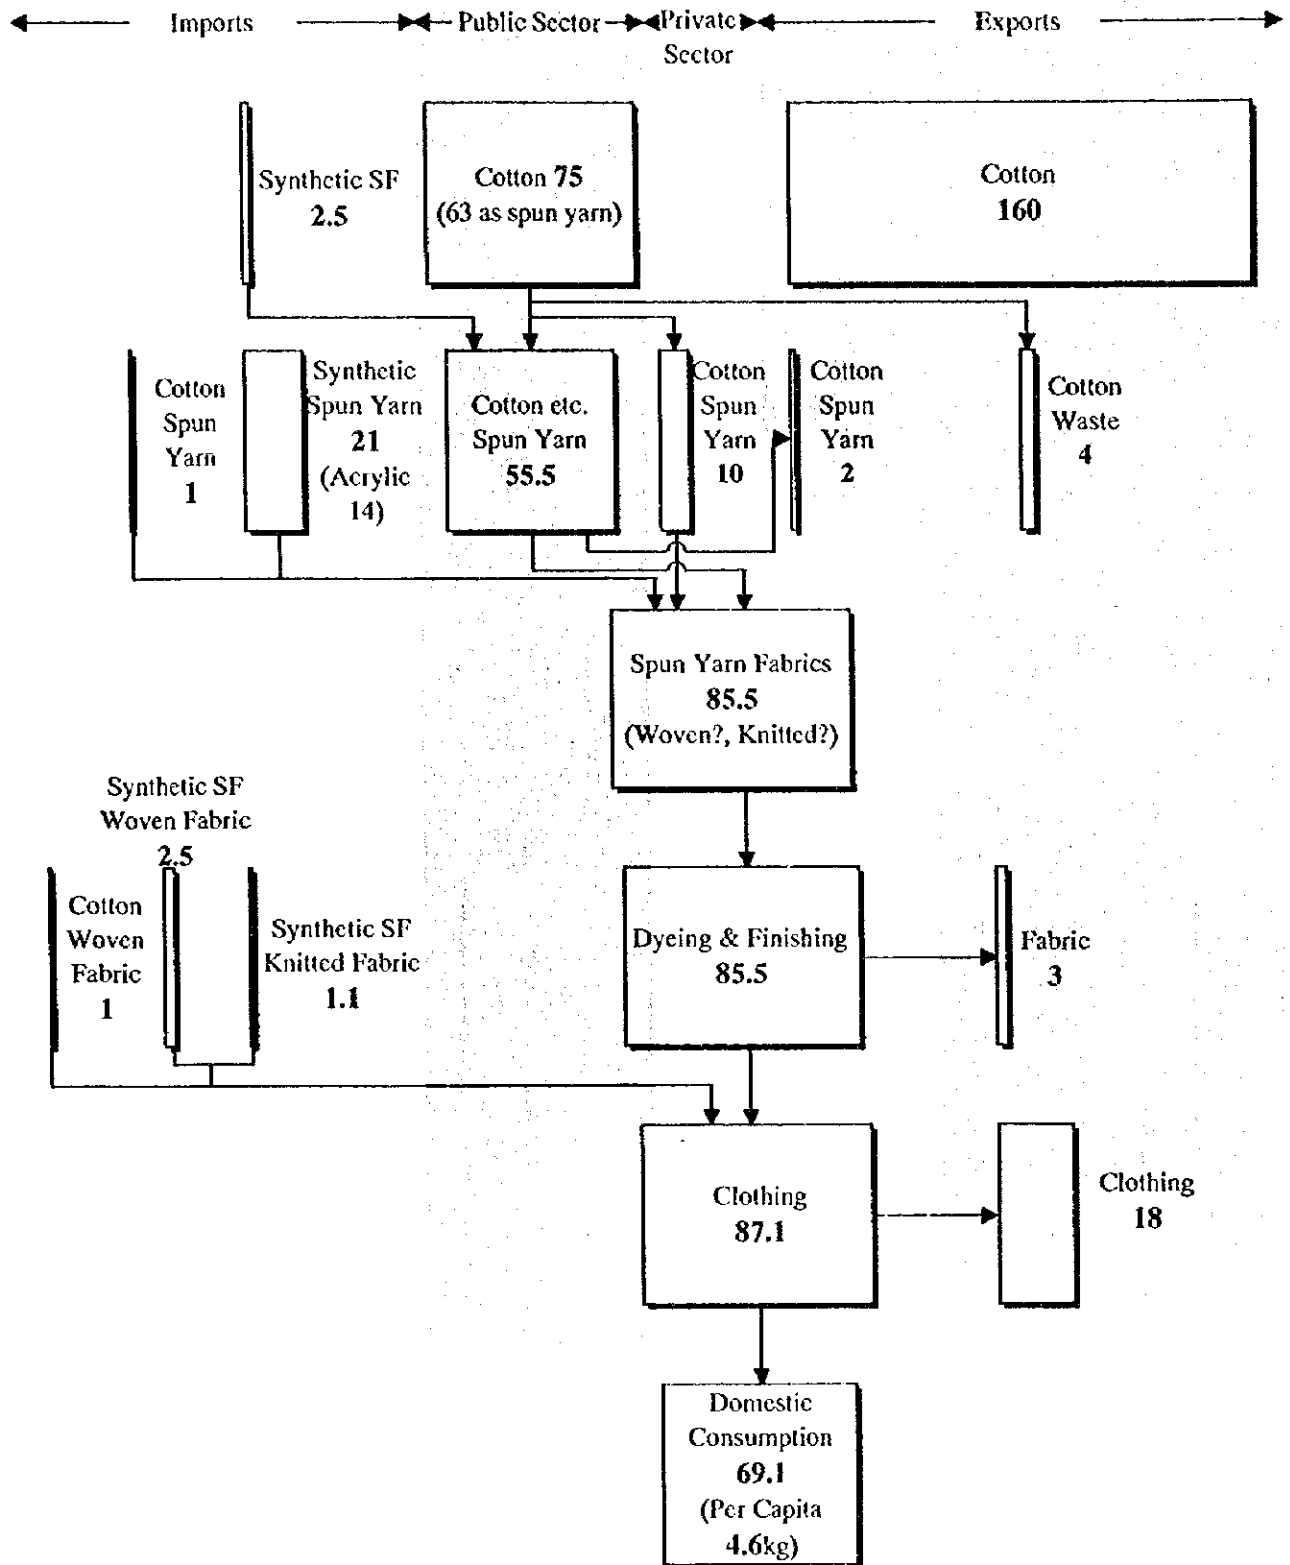 Imports
Public Sector
Private
Sector
Exports
Synthetic SF
2.5
Cotton 75
(63 as spun yarn)
Cotton
160
Cotton
Spun
Yarn
1
Synthetic
Spun Yarn
21
(Acrylic
14)
Cotton etc.
Spun Yarn
55.5
Cotton
Spun
Yarn
10
Cotton
Spun
Yarn
2
Cotton
Waste
4
Spun Yarn Fabrics
85.5
(Woven?, Knitted?)
Synthetic SF
Woven Fabric
2.5
Cotton
Woven
Fabric
1
Synthetic SF
Knitted Fabric
1.1
Dyeing & Finishing
85.5
Fabric
3
Clothing
87.1
Clothing
18
Domestic
Consumption
69.1
(Per Capita
4.6kg)